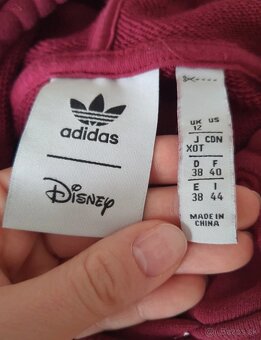 adidas
Disney
UK US
12
J CDN
XOT
D F
38 40
E I
38 44
MADE IN
CHINA